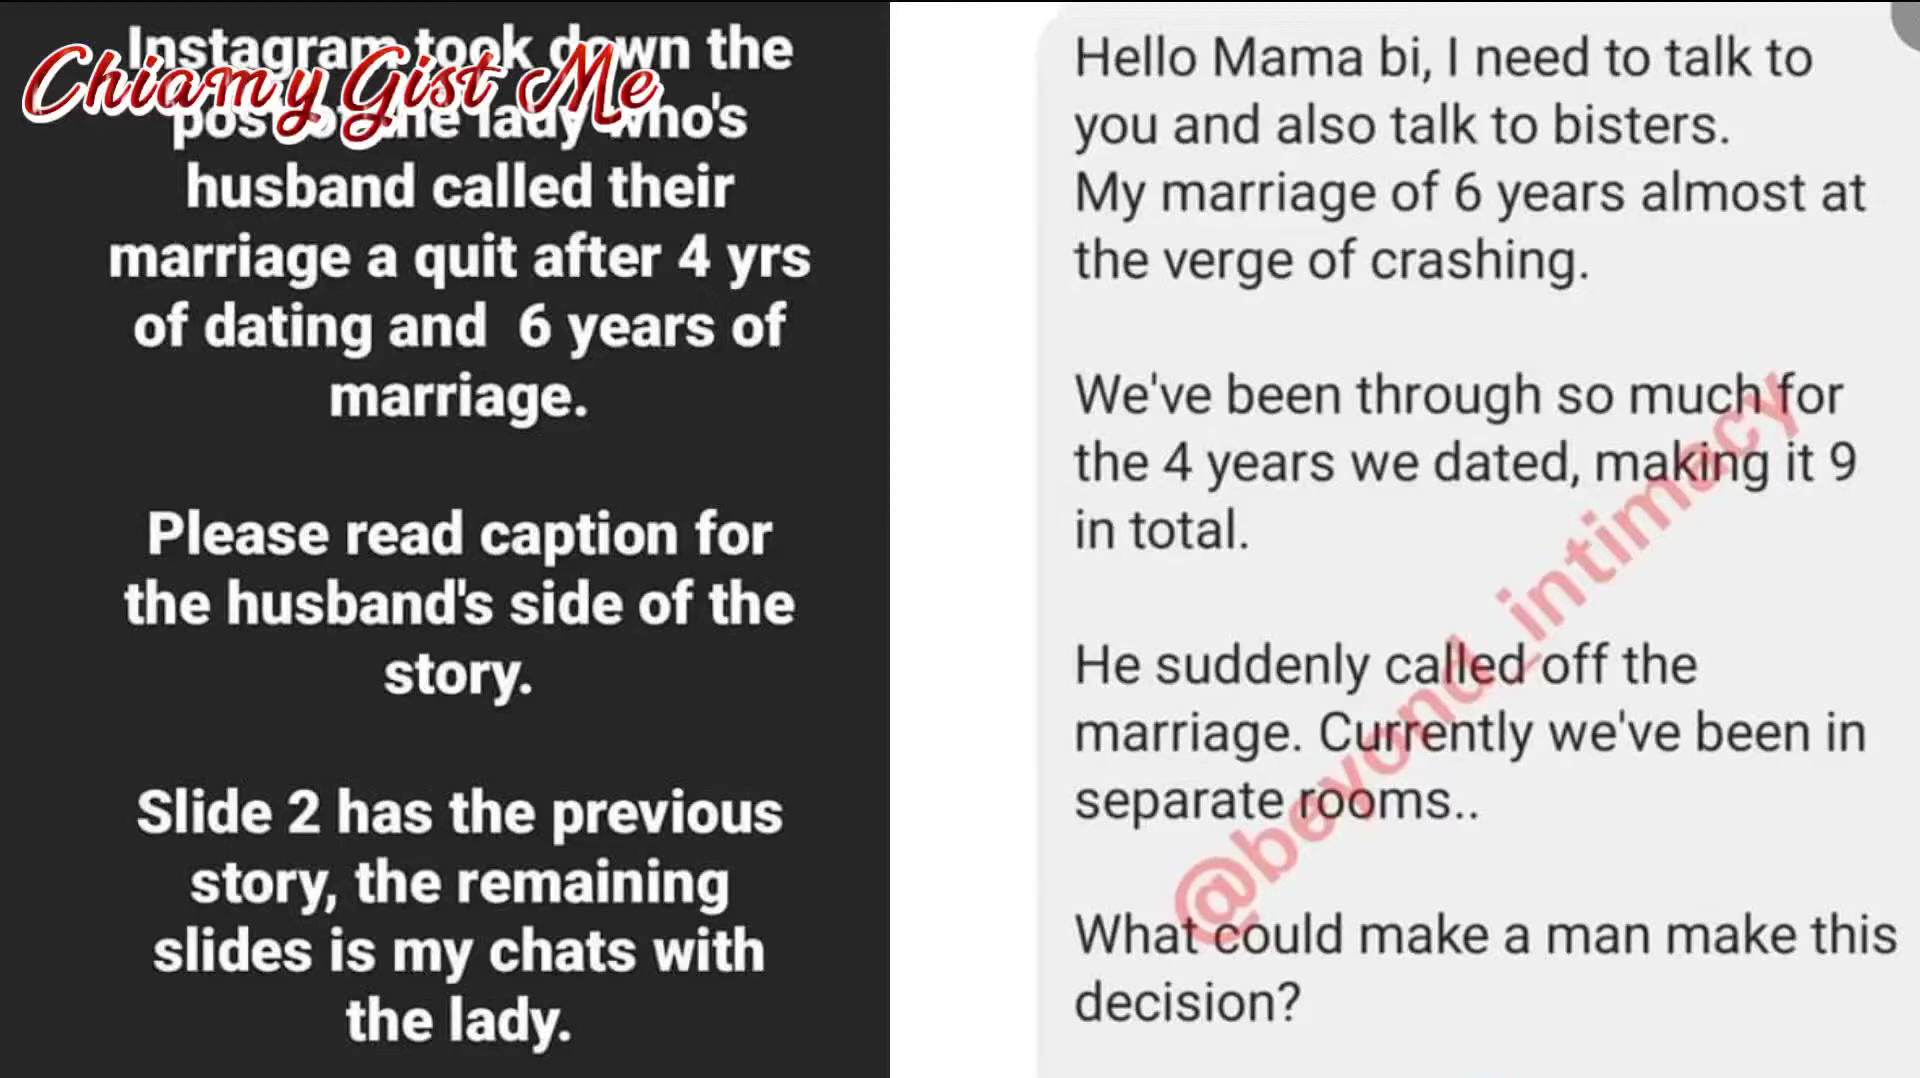 Chiamy Gist Me
Instagram took down the
post of the lady who's
husband called their
marriage a quit after 4 yrs
of dating and 6 years of
marriage.
Please read caption for
the husband's side of the
story.
Slide 2 has the previous
story, the remaining
slides is my chats with
the lady.
Hello Mama bi, I need to talk to
you and also talk to bisters.
My marriage of 6 years almost at
the verge of crashing.
We've been through so much for
the 4 years we dated, making it 9
in total.
He suddenly called off the
marriage. Currently we've been in
separate rooms..
What could make a man make this
decision?
@beyond_intimacy